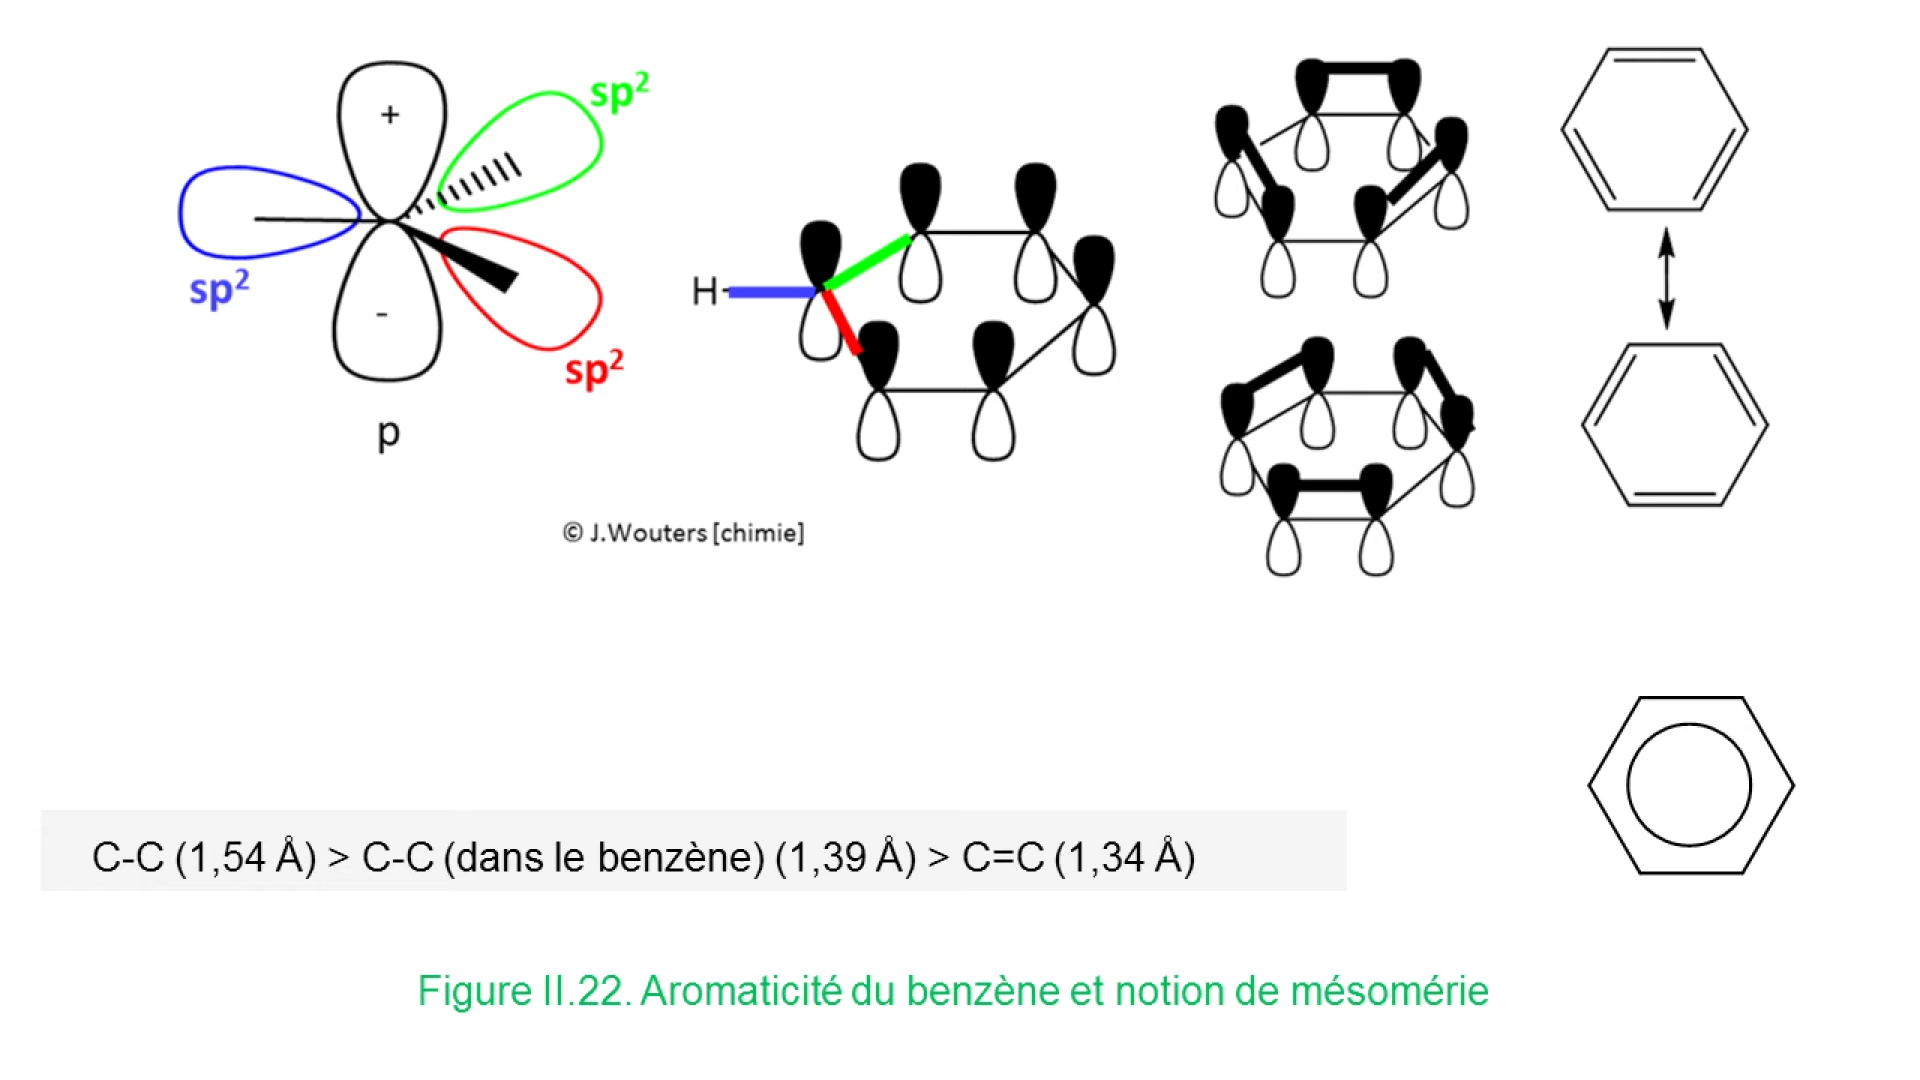 +
sp²
sp²
-
sp²
p
H
© J.Wouters [chimie]
C-C (1,54 Å) > C-C (dans le benzène) (1,39 Å) > C=C (1,34 Å)
Figure II.22. Aromaticité du benzène et notion de mésomérie